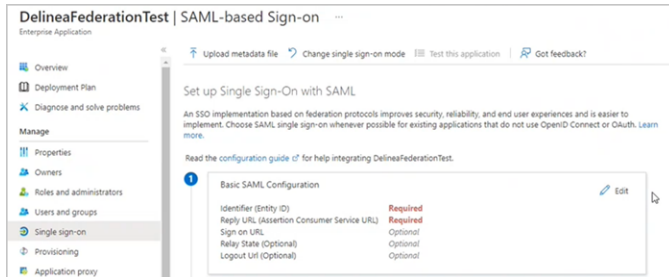 DelineaFederationTest | SAML-based Sign-on ...
Enterprise Application
«
Upload metadata file Change single sign-on mode Test this application | Got feedback?
Overview
Deployment Plan
Diagnose and solve problems
Manage
Properties
Owners
Roles and administrators
Users and groups
Single sign-on
Provisioning
Application proxy
Set up Single Sign-On with SAML
An SSO implementation based on federation protocols improves security, reliability, and end user experiences and is easier to
implement. Choose SAML single sign-on whenever possible for existing applications that do not use OpenID Connect or OAuth. Learn
more.
Read the configuration guide for help integrating DelineaFederationTest.
1
Basic SAML Configuration
Edit
Identifier (Entity ID) Required
Reply URL (Assertion Consumer Service URL) Required
Sign on URL Optional
Relay State (Optional) Optional
Logout Url (Optional) Optional